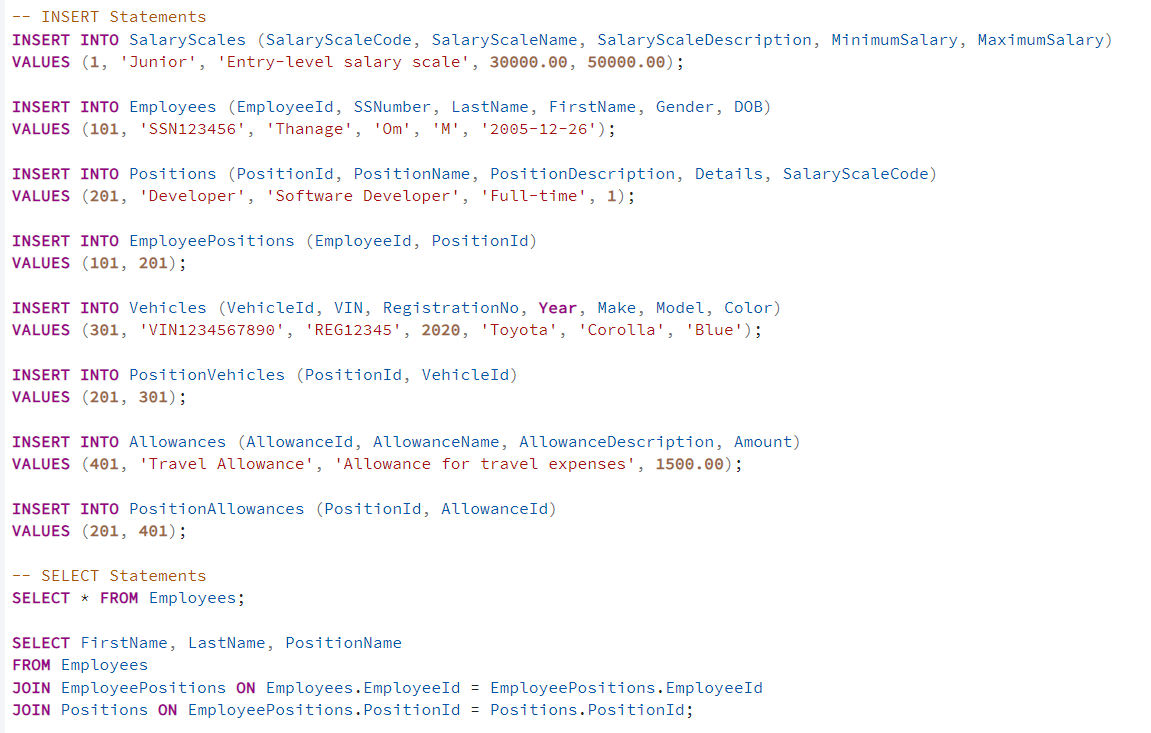 -- INSERT Statements
INSERT INTO SalaryScales (SalaryScaleCode, SalaryScaleName, SalaryScaleDescription, MinimumSalary, MaximumSalary)
VALUES (1, 'Junior', 'Entry-level salary scale', 30000.00, 50000.00);
INSERT INTO Employees (EmployeeId, SSNumber, LastName, FirstName, Gender, DOB)
VALUES (101, 'SSN123456', 'Thanage', 'Om', 'M', '2005-12-26');
INSERT INTO Positions (PositionId, PositionName, PositionDescription, Details, SalaryScaleCode)
VALUES (201, 'Developer', 'Software Developer', 'Full-time', 1);
INSERT INTO EmployeePositions (EmployeeId, PositionId)
VALUES (101, 201);
INSERT INTO Vehicles (VehicleId, VIN, RegistrationNo, Year, Make, Model, Color)
VALUES (301, 'VIN1234567890', 'REG12345', 2020, 'Toyota', 'Corolla', 'Blue');
INSERT INTO PositionVehicles (PositionId, VehicleId)
VALUES (201, 301);
INSERT INTO Allowances (AllowanceId, AllowanceName, AllowanceDescription, Amount)
VALUES (401, 'Travel Allowance', 'Allowance for travel expenses', 1500.00);
INSERT INTO PositionAllowances (PositionId, AllowanceId)
VALUES (201, 401);
-- SELECT Statements
SELECT * FROM Employees;
SELECT FirstName, LastName, PositionName
FROM Employees
JOIN EmployeePositions ON Employees.EmployeeId = EmployeePositions.EmployeeId
JOIN Positions ON EmployeePositions.PositionId = Positions.PositionId;